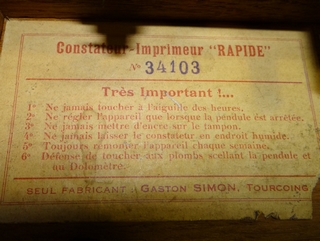 Constateur-Imprimeur "RAPIDE"
No 34103
Très Important !...
1° Ne jamais toucher à l'aiguille des heures.
2° Ne régler l'appareil que lorsque la pendule est arrêtée.
3° Ne jamais mettre d'encre sur le tampon.
4° Ne jamais laisser le constateur en endroit humide.
5° Toujours remonter l'appareil chaque semaine.
6° Défense de toucher aux plombs scellant la pendule et
au Dolomètre.
SEUL FABRICANT : GASTON SIMON, TOURCOING